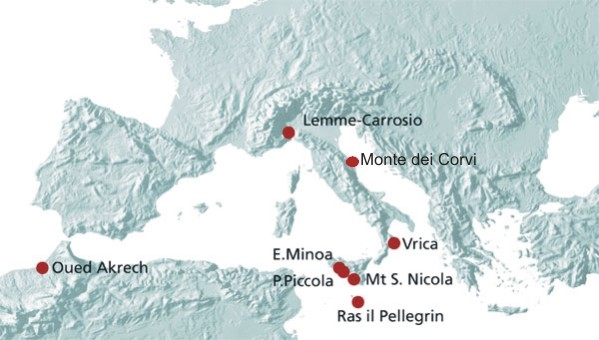 Lemme-Carrosio
Monte dei Corvi
Vrica
E.Minoa
Oued Akrech
P.Piccola
Mt S. Nicola
Ras il Pellegrin